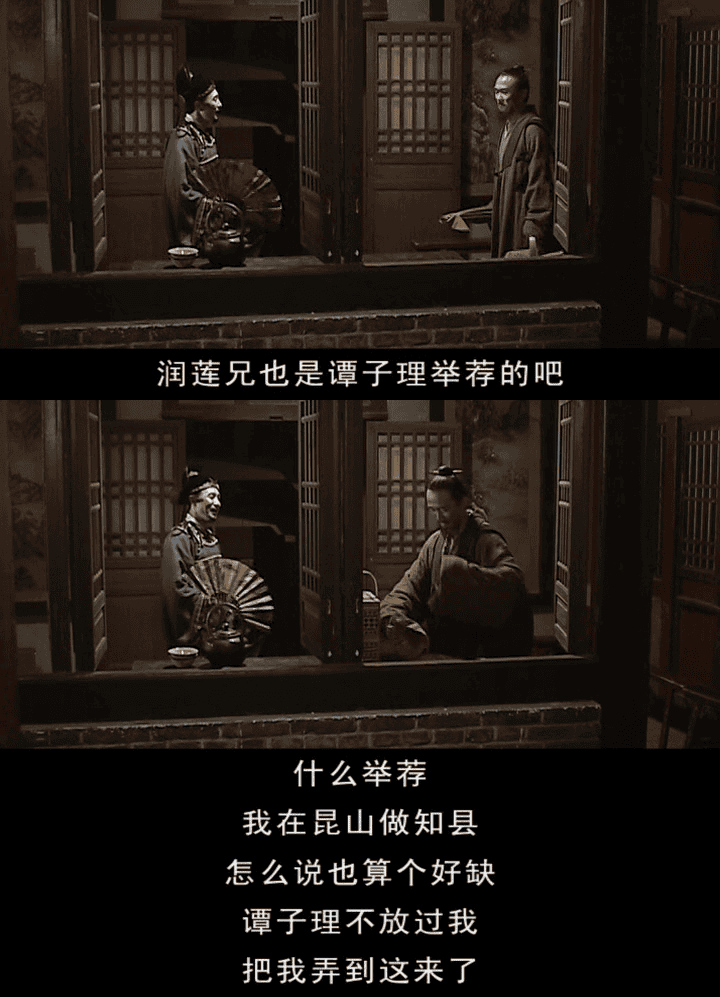 润莲兄也是谭子理举荐的吧
什么举荐
我在昆山做知县
怎么说也算个好缺
谭子理不放过我
把我弄到这来了